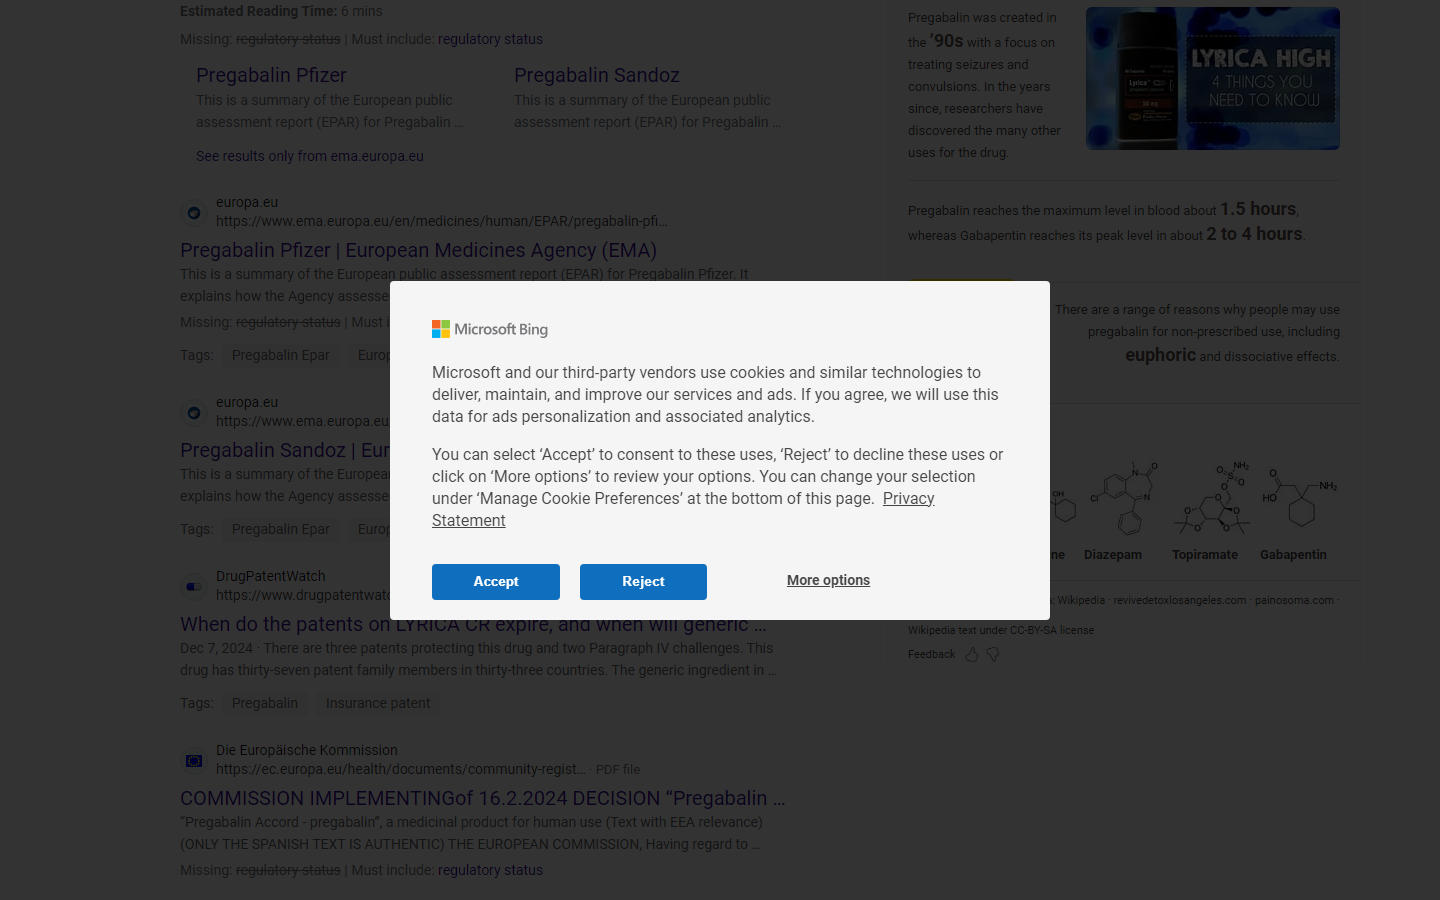 Estimated Reading Time: 6 mins
Missing: regulatory status | Must include: regulatory status
Pregabalin Pfizer
This is a summary of the European public
assessment report (EPAR) for Pregabalin ...
Pregabalin Sandoz
This is a summary of the European public
assessment report (EPAR) for Pregabalin ...
See results only from ema.europa.eu
europa.eu
https://www.ema.europa.eu/en/medicines/human/EPAR/pregabalin-pfi...
Pregabalin Pfizer | European Medicines Agency (EMA)
This is a summary of the European public assessment report (EPAR) for Pregabalin Pfizer. It
explains how the Agency assesse
Missing: regulatory status | Must i
Tags: Pregabalin Epar Europ
europa.eu
https://www.ema.europa.eu
Pregabalin Sandoz | Eur
This is a summary of the Europea
explains how the Agency assesse
Tags: Pregabalin Epar Europ
DrugPatentWatch
https://www.drugpatentwatc
When do the patents on LYRICA CR expire, and when will generic ...
Dec 7, 2024 · There are three patents protecting this drug and two Paragraph IV challenges. This
drug has thirty-seven patent family members in thirty-three countries. The generic ingredient in ...
Tags: Pregabalin Insurance patent
Die Europäische Kommission
https://ec.europa.eu/health/documents/community-regist... · PDF file
COMMISSION IMPLEMENTINGof 16.2.2024 DECISION “Pregabalin ...
“Pregabalin Accord - pregabalin”, a medicinal product for human use (Text with EEA relevance)
(ONLY THE SPANISH TEXT IS AUTHENTIC) THE EUROPEAN COMMISSION, Having regard to ...
Missing: regulatory status | Must include: regulatory status
Microsoft Bing
Microsoft and our third-party vendors use cookies and similar technologies to
deliver, maintain, and improve our services and ads. If you agree, we will use this
data for ads personalization and associated analytics.
You can select ‘Accept’ to consent to these uses, ‘Reject’ to decline these uses or
click on ‘More options’ to review your options. You can change your selection
under ‘Manage Cookie Preferences’ at the bottom of this page. Privacy
Statement
Accept
Reject
More options
Pregabalin was created in
the ’90s with a focus on
treating seizures and
convulsions. In the years
since, researchers have
discovered the many other
uses for the drug.
Lyrica
LYRICA HIGH
4 THINGS YOU
NEED TO KNOW
Pregabalin reaches the maximum level in blood about 1.5 hours,
whereas Gabapentin reaches its peak level in about 2 to 4 hours.
There are a range of reasons why people may use
pregabalin for non-prescribed use, including
euphoric and dissociative effects.
OH
N
O
Cl
N
NH₂
O
S
O
O
O
O
O
O
O
HO
NH₂
ne Diazepam Topiramate Gabapentin
a: Wikipedia · revivedetoxlosangeles.com · painosoma.com ·
Wikipedia text under CC-BY-SA license
Feedback